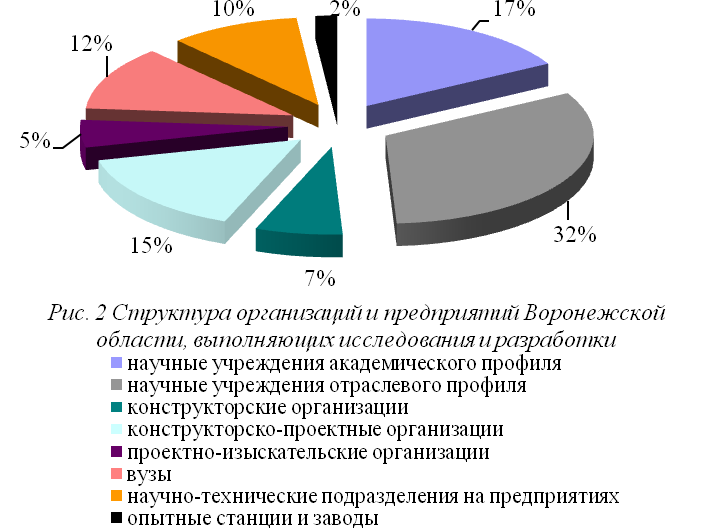 10%
2%
17%
12%
5%
15%
7%
32%
Рис. 2 Структура организаций и предприятий Воронежской
области, выполняющих исследования и разработки
научные учреждения академического профиля
научные учреждения отраслевого профиля
конструкторские организации
конструкторско-проектные организации
проектно-изыскательские организации
вузы
научно-технические подразделения на предприятиях
опытные станции и заводы